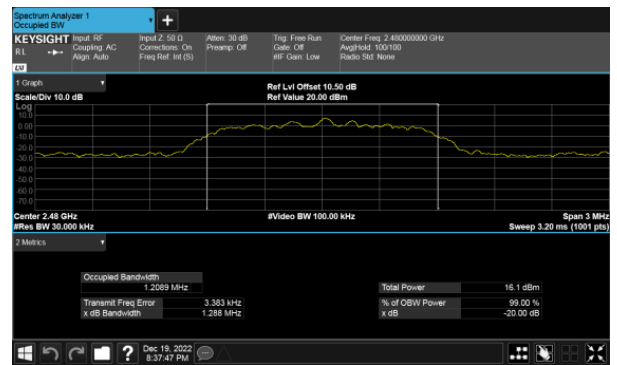 Spectrum Analyzer 1
Occupied BW
KEYSIGHT Input: RF Input Z: 50 Ω Atten: 30 dB Trig: Free Run Center Freq: 2.480000000 GHz
RL Coupling: AC Corrections: On Preamp: Off Gate: Off Avg|Hold: 100/100
Align: Auto Freq Ref: Int (S) #IF Gain: Low Radio Std: None
LXI
1 Graph
Ref Lvl Offset 10.50 dB
Scale/Div 10.0 dB Ref Value 20.00 dBm
Log
10.0
0.00
-10.0
-20.0
-30.0
-40.0
-50.0
-60.0
-70.0
Center 2.48 GHz #Video BW 100.00 kHz Span 3 MHz
#Res BW 30.000 kHz Sweep 3.20 ms (1001 pts)
2 Metrics
Occupied Bandwidth
1.2089 MHz Total Power 16.1 dBm
Transmit Freq Error 3.383 kHz % of OBW Power 99.00 %
x dB Bandwidth 1.288 MHz x dB -20.00 dB
? Dec 19, 2022
8:37:47 PM